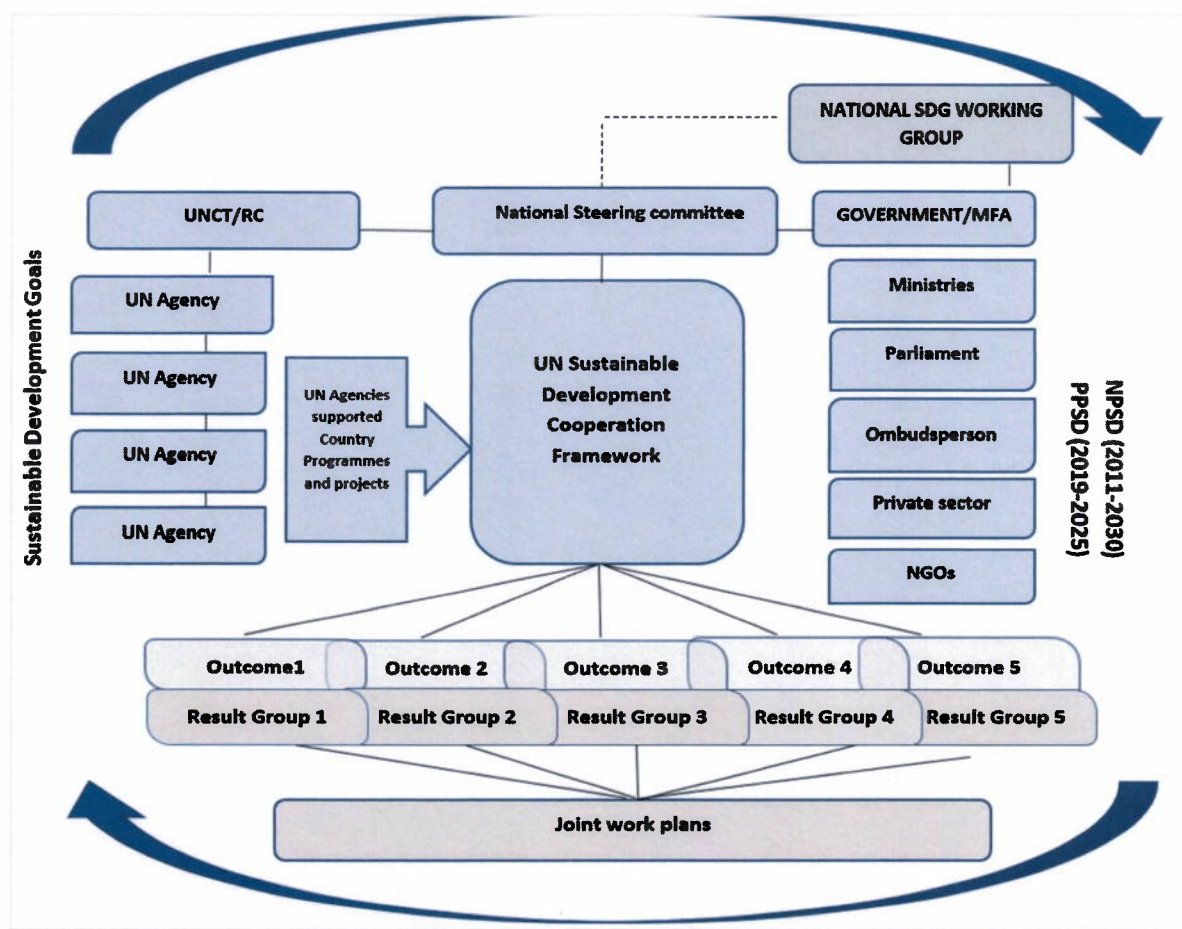 NATIONAL SDG WORKING
GROUP
UNCT/RC
National Steering committee
GOVERNMENT/MFA
Sustainable Development Goals
UN Agency
UN Agency
UN Agency
UN Agency
UN Agencies
supported
Country
Programmes
and projects
UN Sustainable
Development
Cooperation
Framework
Ministries
Parliament
Ombudsperson
Private sector
NGOs
NPSD (2011-2030)
PPSD (2019-2025)
Outcome1
Outcome 2
Outcome 3
Outcome 4
Outcome 5
Result Group 1
Result Group 2
Result Group 3
Result Group 4
Result Group 5
Joint work plans